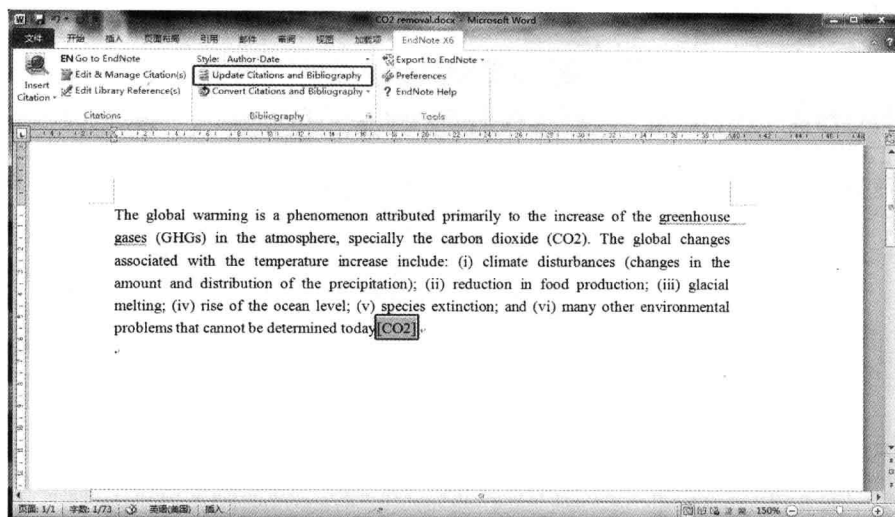 CO2 removal.docx - Microsoft Word
文件 开始 插入 页面布局 引用 邮件 审阅 视图 加载项 EndNote X6
Insert Citation
EN Go to EndNote
Edit & Manage Citation(s)
Edit Library Reference(s)
Citations
Style: Author-Date
Update Citations and Bibliography
Convert Citations and Bibliography
Bibliography
Export to EndNote
Preferences
EndNote Help
Tools
The global warming is a phenomenon attributed primarily to the increase of the greenhouse
gases (GHGs) in the atmosphere, specially the carbon dioxide (CO2). The global changes
associated with the temperature increase include: (i) climate disturbances (changes in the
amount and distribution of the precipitation); (ii) reduction in food production; (iii) glacial
melting; (iv) rise of the ocean level; (v) species extinction; and (vi) many other environmental
problems that cannot be determined today[CO2]
页面: 1/1 字数: 1/73 英语(美国) 插入 150%